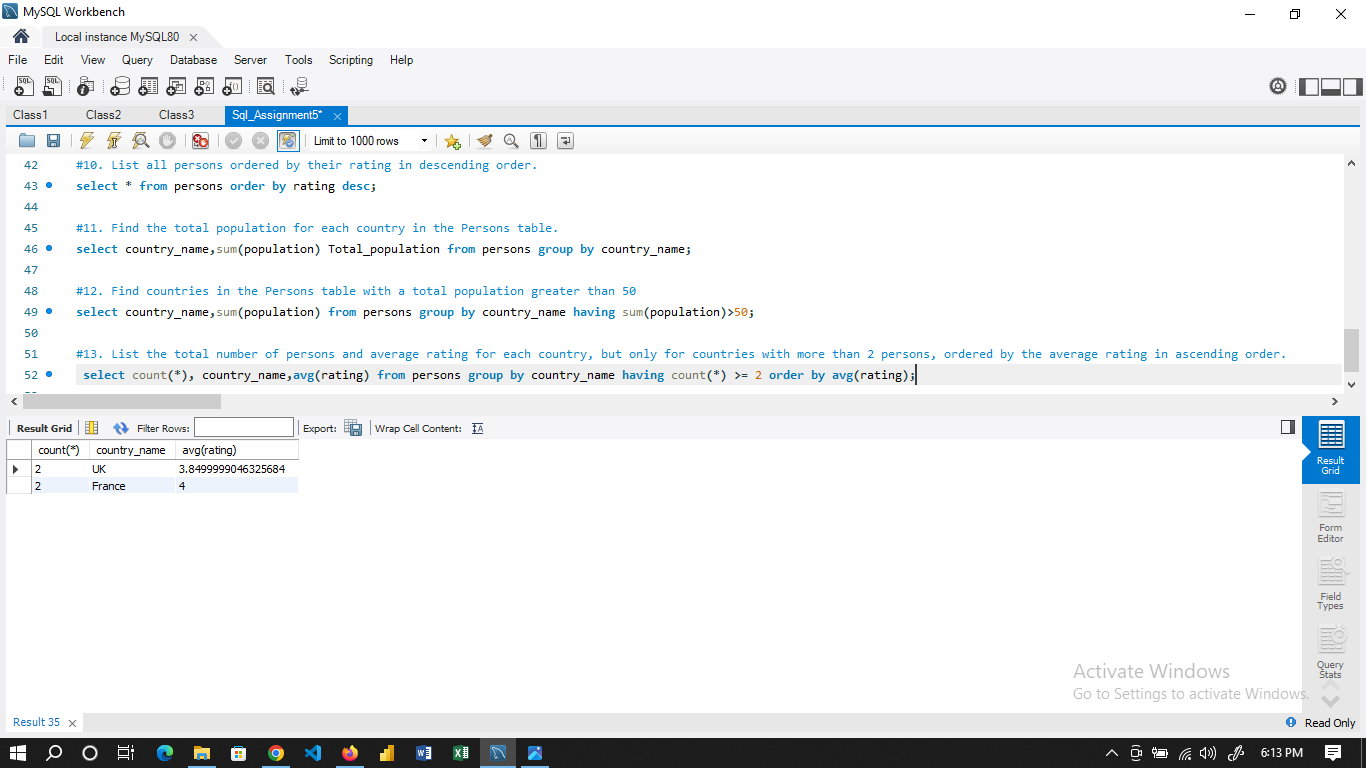 MySQL Workbench
Local instance MySQL80
File Edit View Query Database Server Tools Scripting Help
Class1 Class2 Class3 Sql_Assignment5*
Limit to 1000 rows
42 #10. List all persons ordered by their rating in descending order.
43 select * from persons order by rating desc;
44
45 #11. Find the total population for each country in the Persons table.
46 select country_name,sum(population) Total_population from persons group by country_name;
47
48 #12. Find countries in the Persons table with a total population greater than 50
49 select country_name,sum(population) from persons group by country_name having sum(population)>50;
50
51 #13. List the total number of persons and average rating for each country, but only for countries with more than 2 persons, ordered by the average rating in ascending order.
52 select count(*), country_name,avg(rating) from persons group by country_name having count(*) >= 2 order by avg(rating);
Result Grid Filter Rows: Export: Wrap Cell Content:
count(*) country_name avg(rating)
2 UK 3.8499999046325684
2 France 4
Result
Grid
Form
Editor
Field
Types
Query
Stats
Activate Windows
Go to Settings to activate Windows.
Result 35
Read Only
6:13 PM